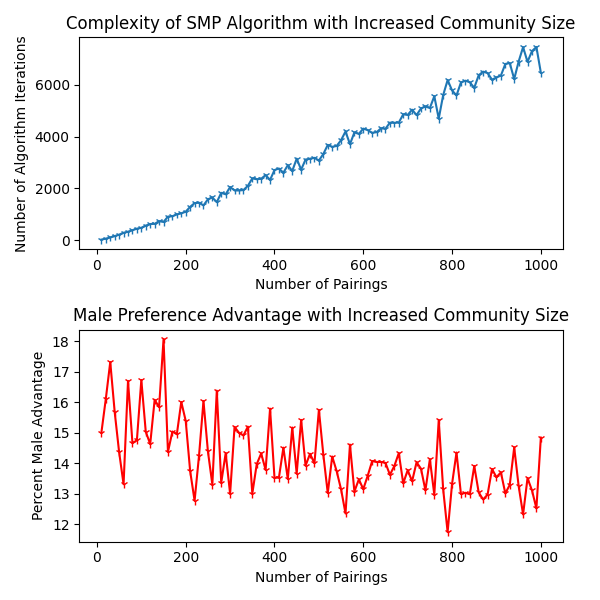 Complexity of SMP Algorithm with Increased Community Size
Number of Algorithm Iterations
6000
4000
2000
0
0 200 400 600 800 1000
Number of Pairings
Male Preference Advantage with Increased Community Size
Percent Male Advantage
18
17
16
15
14
13
12
0 200 400 600 800 1000
Number of Pairings